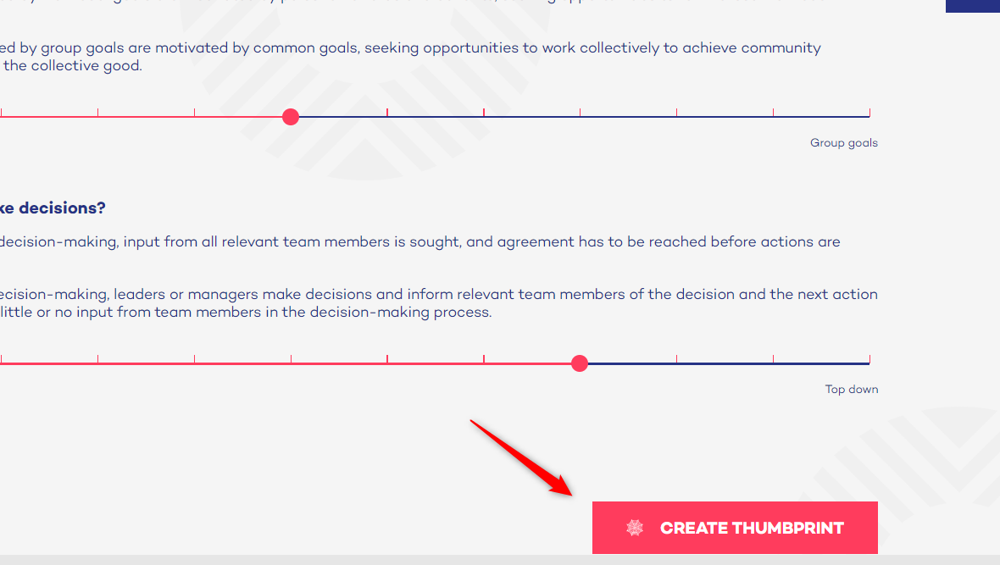 ed by group goals are motivated by common goals, seeking opportunities to work collectively to achieve community
the collective good.
Group goals
ke decisions?
decision-making, input from all relevant team members is sought, and agreement has to be reached before actions are
ecision-making, leaders or managers make decisions and inform relevant team members of the decision and the next action
little or no input from team members in the decision-making process.
Top down
CREATE THUMBPRINT